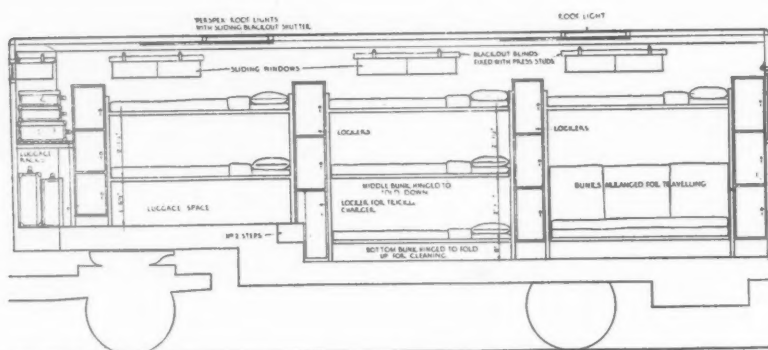 PERSPEX ROOF LIGHTS
WITH SLIDING BLACKOUT SHUTTER
ROOF LIGHT
SLIDING WINDOWS
BLACKOUT BLINDS
FIXED WITH PRESS STUDS
LUGGAGE
RACKS
LOCKERS
LOCKERS
MIDDLE BUNK HINGED TO
FOLD DOWN
BUNKS ARRANGED FOR TRAVELLING
LUGGAGE SPACE
LOCKER FOR TRICKLE
CHARGER
STEPS
BOTTOM BUNK HINGED TO FOLD
UP FOR CLEANING